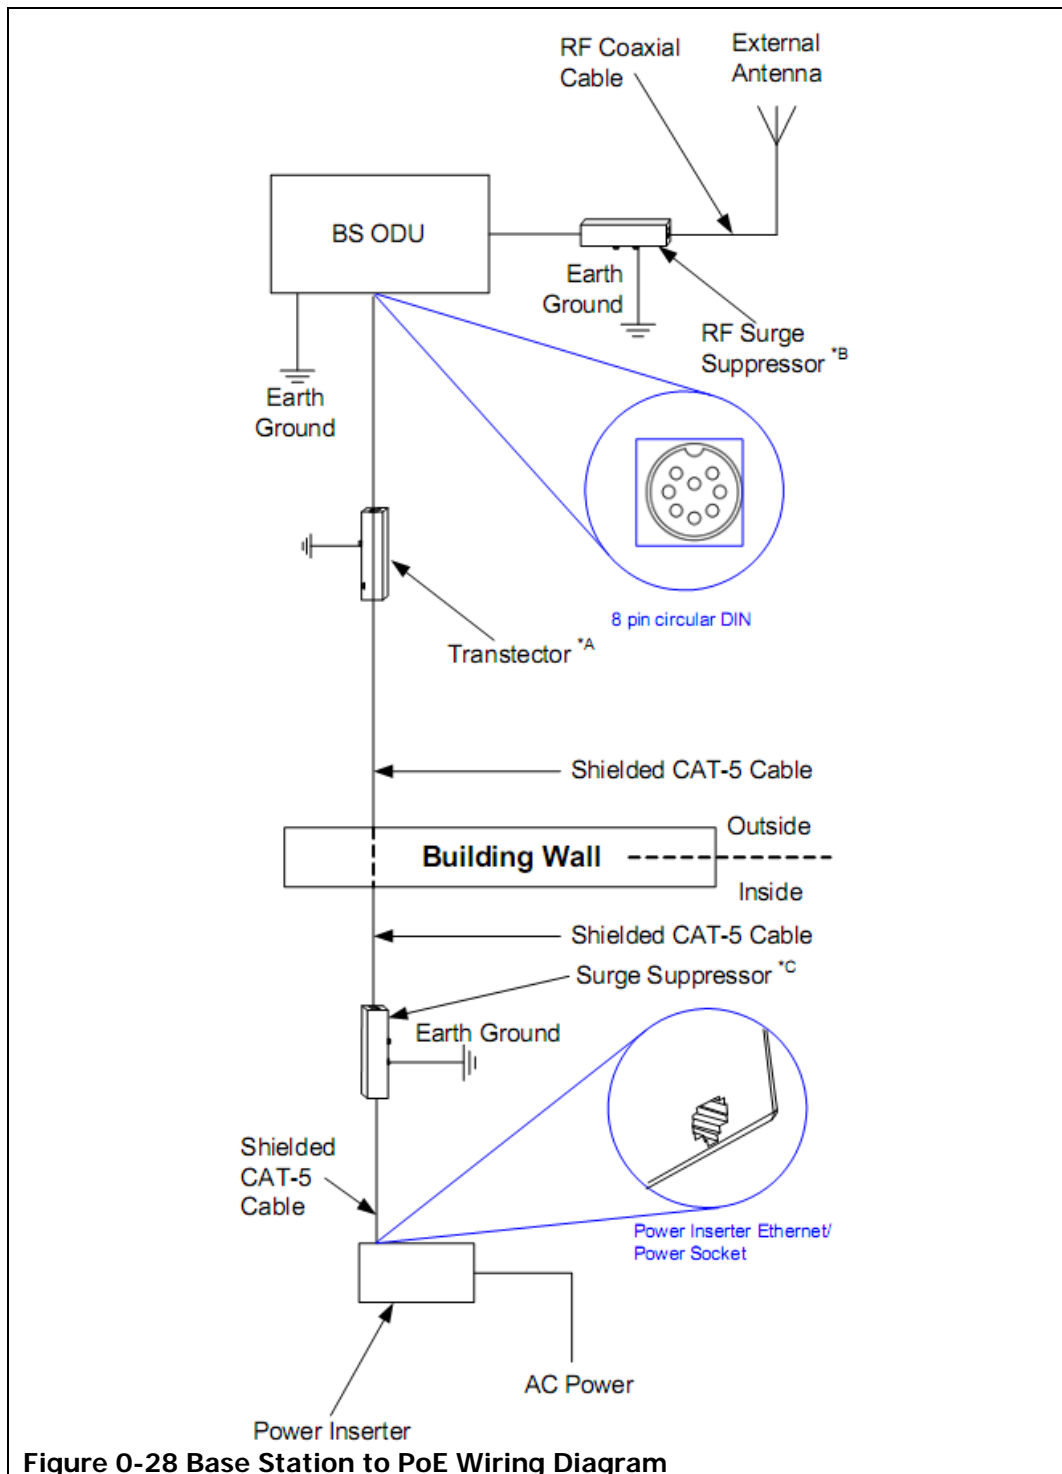 RF Coaxial
Cable
External
Antenna
BS ODU
Earth
Ground
RF Surge
Suppressor *B
Earth
Ground
8 pin circular DIN
Transtector *A
Shielded CAT-5 Cable
Outside
Building Wall
Inside
Shielded CAT-5 Cable
Surge Suppressor *C
Earth Ground
Shielded
CAT-5
Cable
Power Inserter Ethernet/
Power Socket
AC Power
Power Inserter
Figure 0-28 Base Station to PoE Wiring Diagram